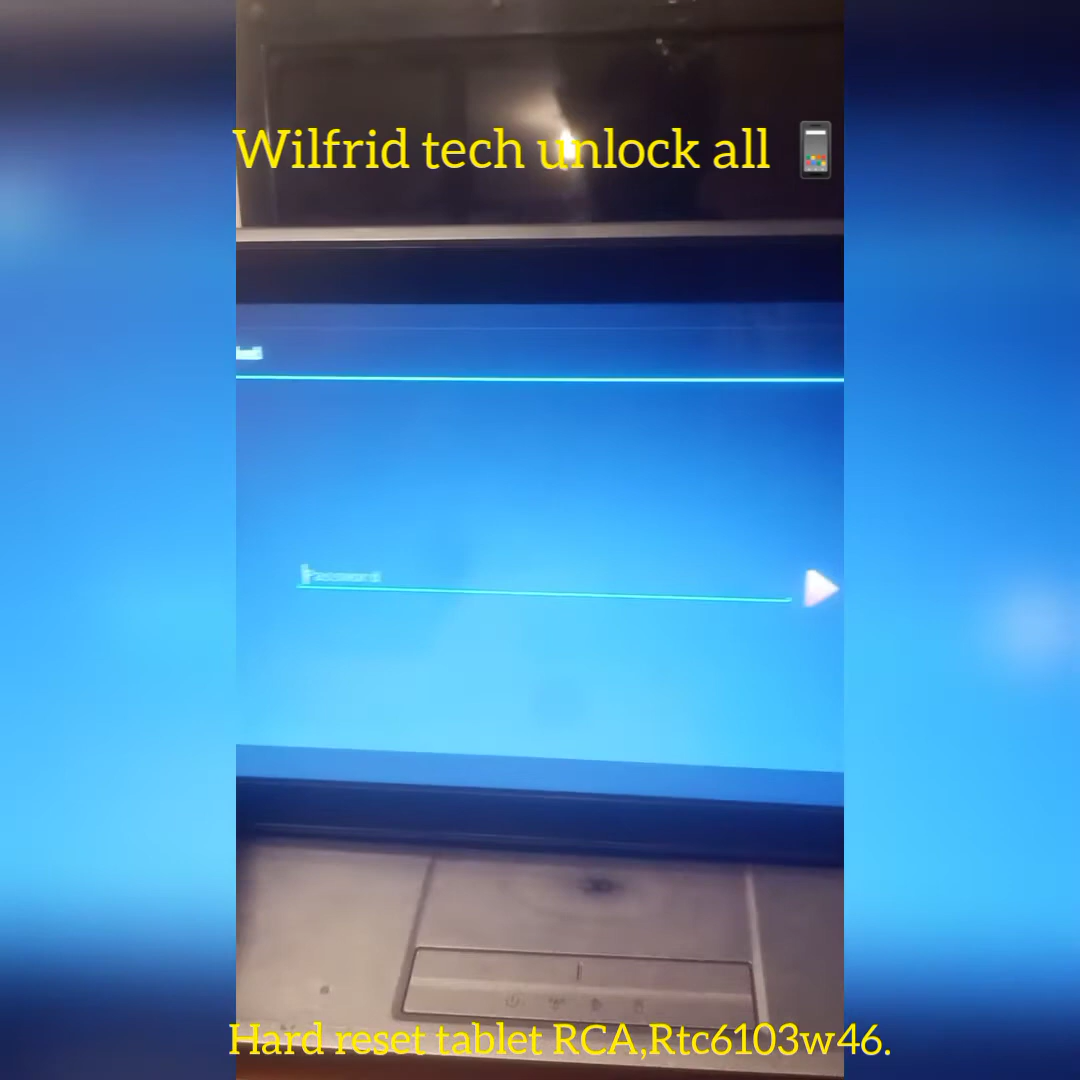 Wilfrid tech unlock all 📱
Password
Hard reset tablet RCA,Rtc6103w46.